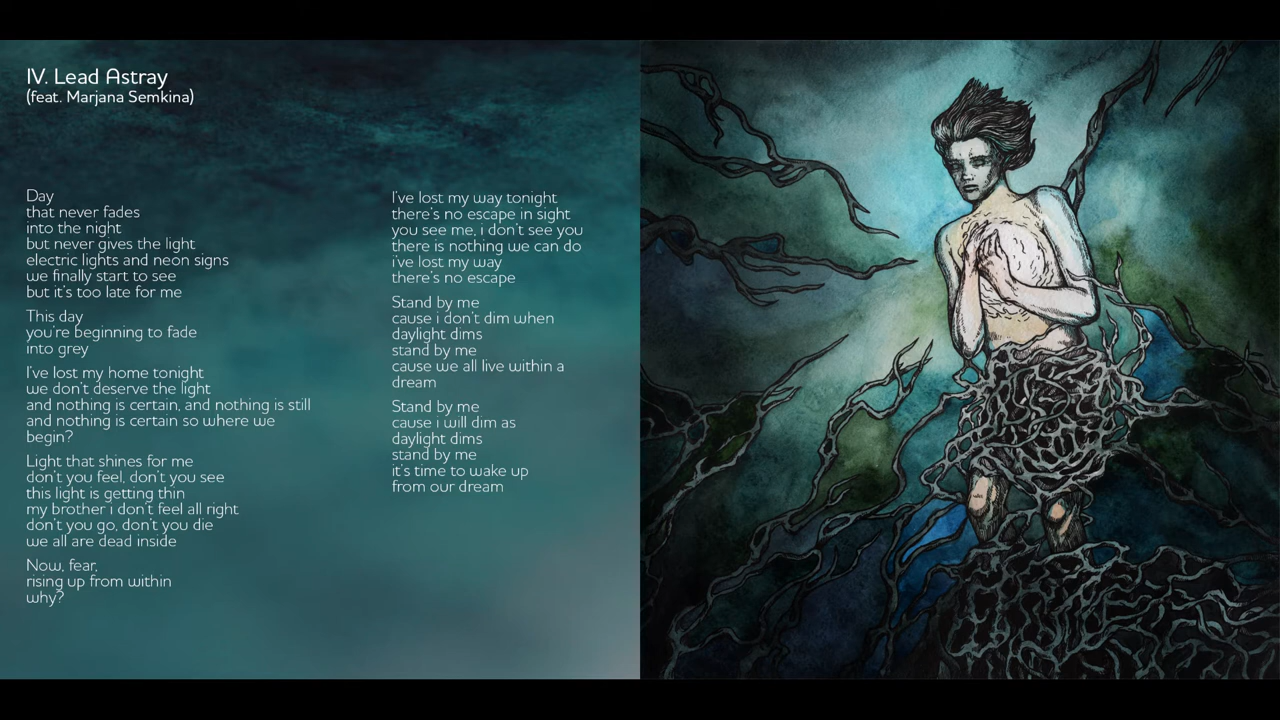 IV. Lead Astray
(feat. Marjana Semkina)
Day
that never fades
into the night
but never gives the light
electric lights and neon signs
we finally start to see
but it's too late for me
This day
you're beginning to fade
into grey
I've lost my home tonight
we don't deserve the light
and nothing is certain, and nothing is still
and nothing is certain so where we
begin?
Light that shines for me
don't you feel, don't you see
this light is getting thin
my brother i don't feel all right
don't you go, don't you die
we all are dead inside
Now, fear,
rising up from within
why?
I've lost my way tonight
there's no escape in sight
you see me, i don't see you
there is nothing we can do
i've lost my way
there's no escape
Stand by me
cause i don't dim when
daylight dims
stand by me
cause we all live within a
dream
Stand by me
cause i will dim as
daylight dims
stand by me
it's time to wake up
from our dream